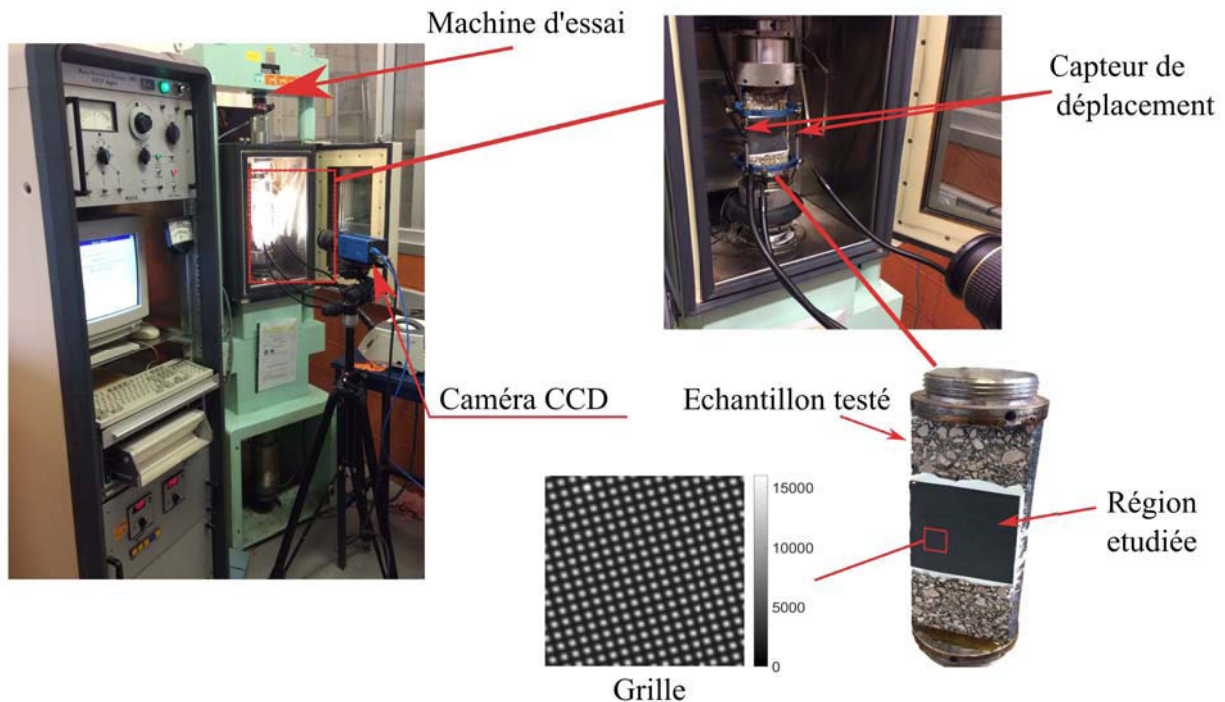 Machine d'essai
Capteur de
déplacement
Caméra CCD
Echantillon testé
Région
etudiée
15000
10000
5000
0
Grille